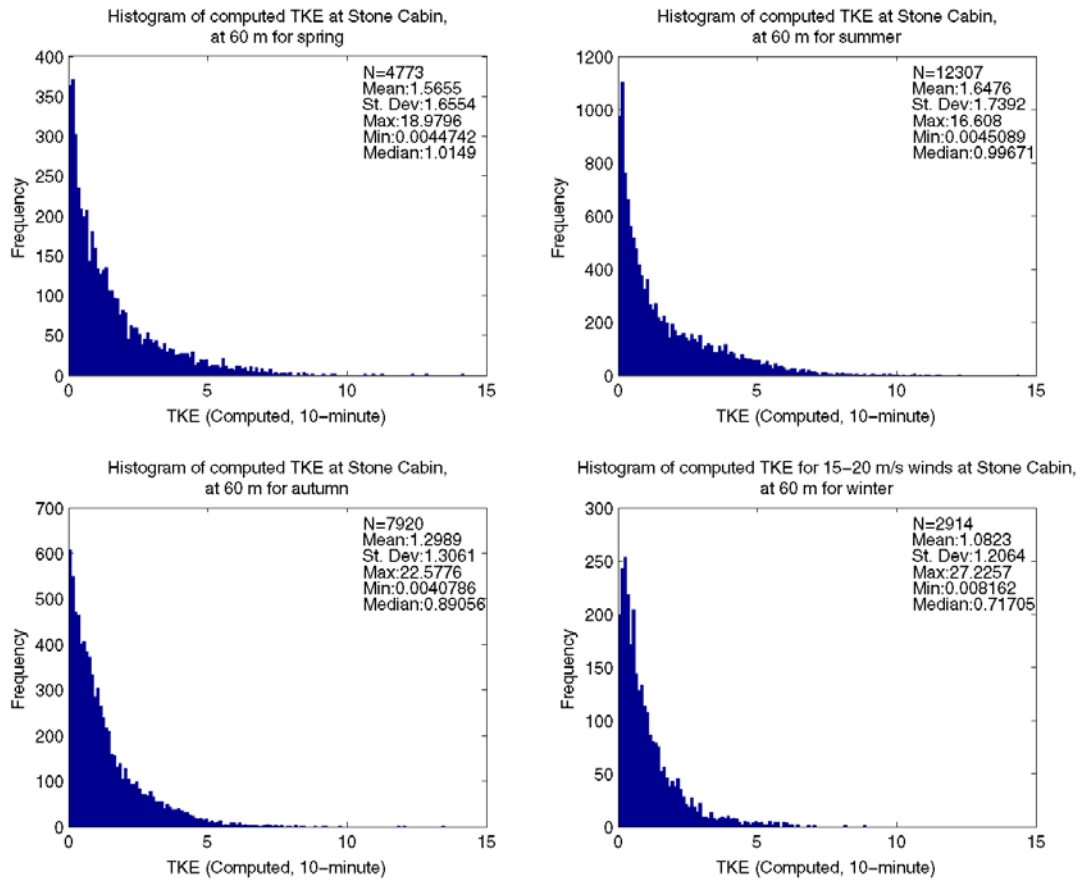 Histogram of computed TKE at Stone Cabin,
at 60 m for spring
400
350
300
250
200
150
100
50
0
Frequency
N=4773
Mean:1.5655
St. Dev:1.6554
Max:18.9796
Min:0.0044742
Median:1.0149
0 5 10 15
TKE (Computed, 10−minute)
Histogram of computed TKE at Stone Cabin,
at 60 m for summer
1200
1000
800
600
400
200
0
Frequency
N=12307
Mean:1.6476
St. Dev:1.7392
Max:16.608
Min:0.0045089
Median:0.99671
0 5 10 15
TKE (Computed, 10−minute)
Histogram of computed TKE at Stone Cabin,
at 60 m for autumn
700
600
500
400
300
200
100
0
Frequency
N=7920
Mean:1.2989
St. Dev:1.3061
Max:22.5776
Min:0.0040786
Median:0.89056
0 5 10 15
TKE (Computed, 10−minute)
Histogram of computed TKE for 15−20 m/s winds at Stone Cabin,
at 60 m for winter
300
250
200
150
100
50
0
Frequency
N=2914
Mean:1.0823
St. Dev:1.2064
Max:27.2257
Min:0.008162
Median:0.71705
0 5 10 15
TKE (Computed, 10−minute)